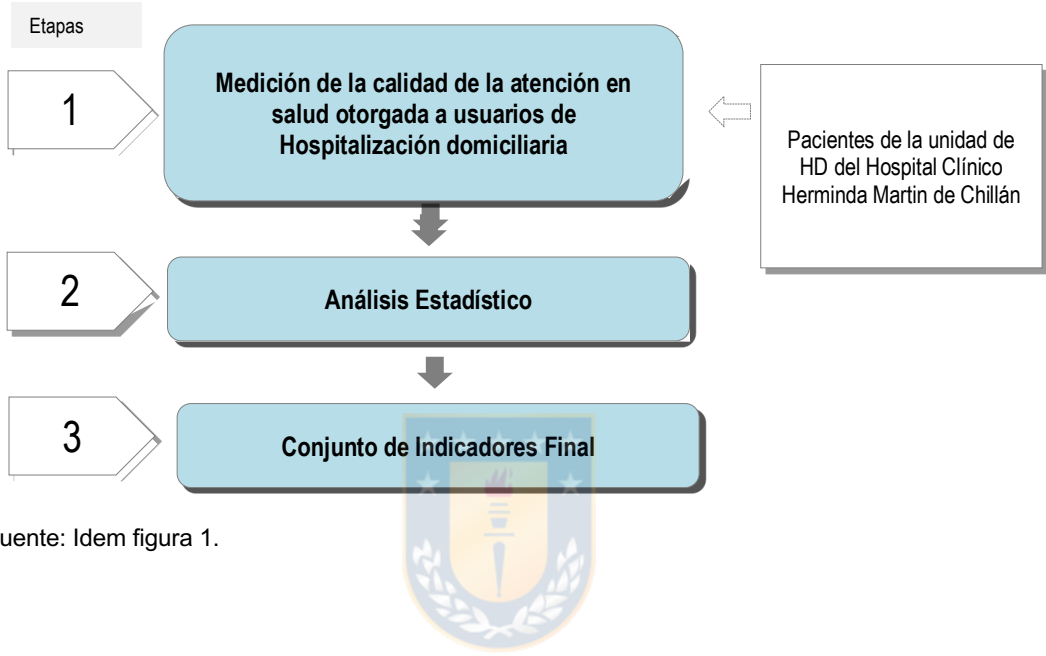 Etapas
1
Medición de la calidad de la atención en
salud otorgada a usuarios de
Hospitalización domiciliaria
Pacientes de la unidad de
HD del Hospital Clínico
Herminda Martin de Chillán
2
Análisis Estadístico
3
Conjunto de Indicadores Final
uente: Idem figura 1.